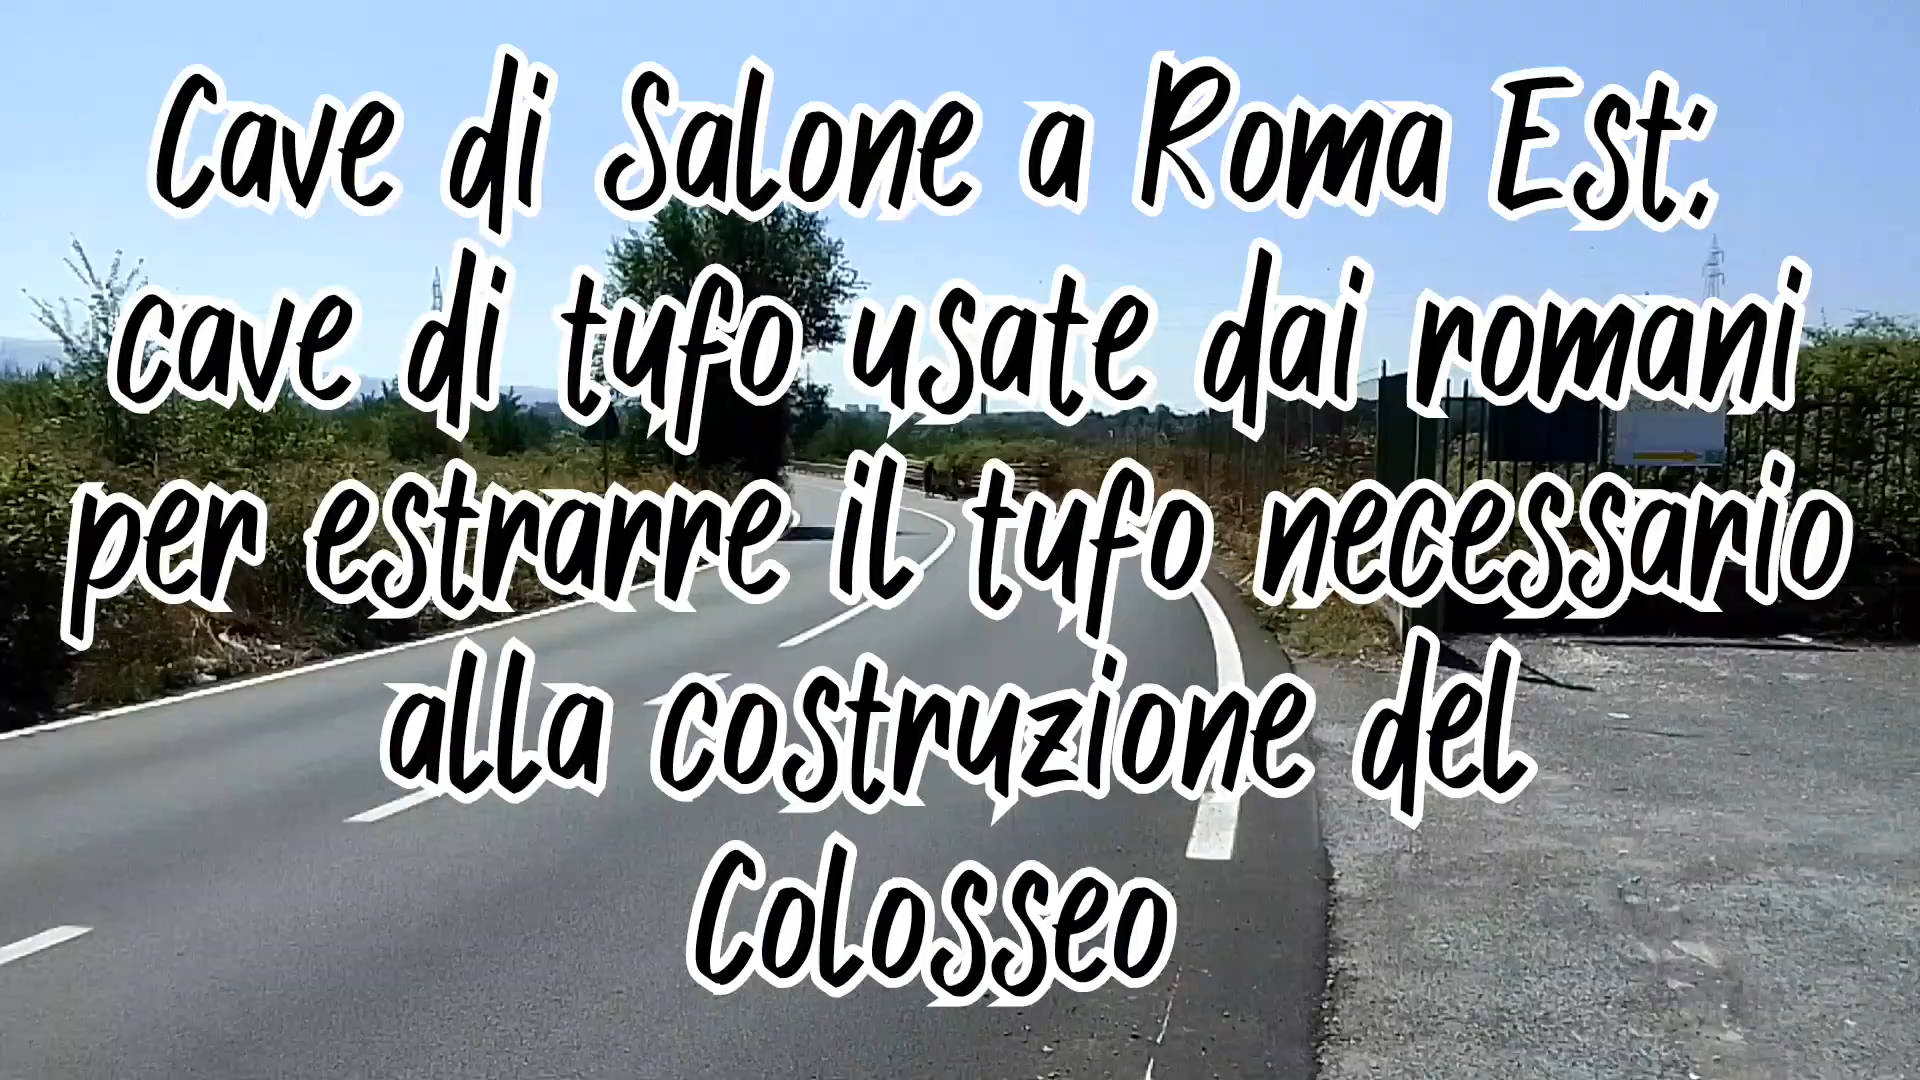 Cave di Salone a Roma Est:
cave di tufo usate dai romani
per estrarre il tufo necessario
alla costruzione del
Colosseo